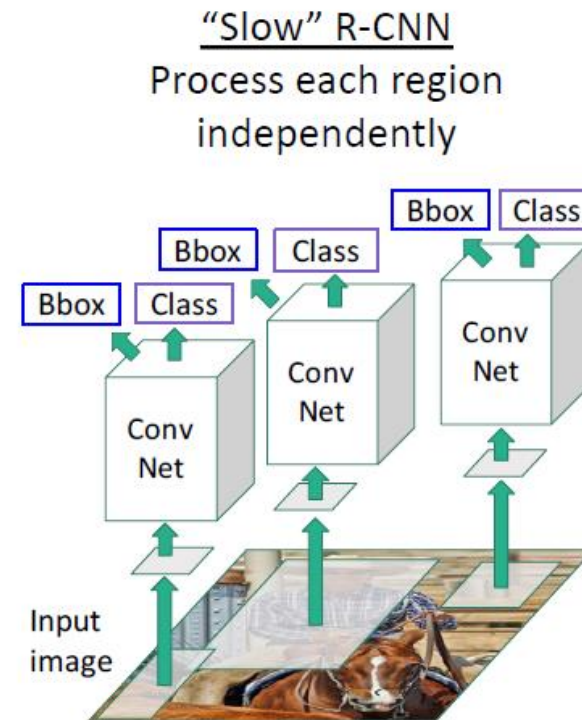 “Slow” R-CNN
Process each region
independently
Bbox
Class
Bbox
Class
Bbox
Class
Conv
Net
Conv
Net
Conv
Net
Input
image